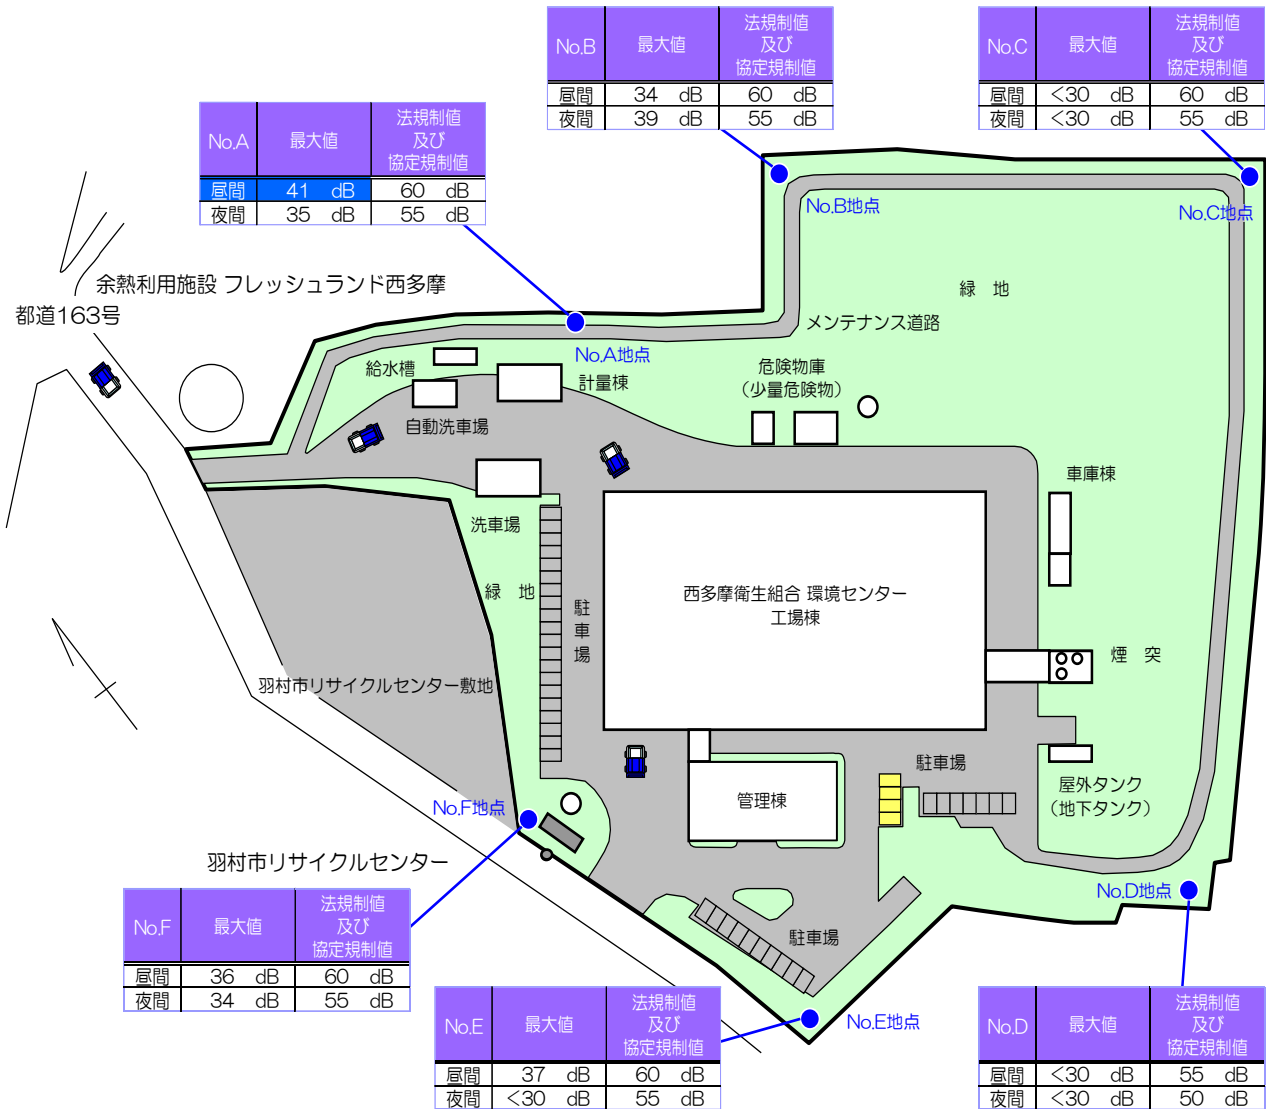 No.B 最大値 法規制値
及び
協定規制値
昼間 34 dB 60 dB
夜間 39 dB 55 dB
No.C 最大値 法規制値
及び
協定規制値
昼間 <30 dB 60 dB
夜間 <30 dB 55 dB
No.A 最大値 法規制値
及び
協定規制値
昼間 41 dB 60 dB
夜間 35 dB 55 dB
No.B地点
No.C地点
余熱利用施設 フレッシュランド西多摩
都道163号
緑 地
メンテナンス道路
No.A地点
給水槽
計量棟
危険物庫
(少量危険物)
自動洗車場
車庫棟
洗車場
緑 地
駐車場
西多摩衛生組合 環境センター
工場棟
煙 突
羽村市リサイクルセンター敷地
駐車場
屋外タンク
(地下タンク)
管理棟
No.F地点
羽村市リサイクルセンター
No.D地点
駐車場
No.E地点
No.F 最大値 法規制値
及び
協定規制値
昼間 36 dB 60 dB
夜間 34 dB 55 dB
No.E 最大値 法規制値
及び
協定規制値
昼間 37 dB 60 dB
夜間 <30 dB 55 dB
No.D 最大値 法規制値
及び
協定規制値
昼間 <30 dB 55 dB
夜間 <30 dB 50 dB